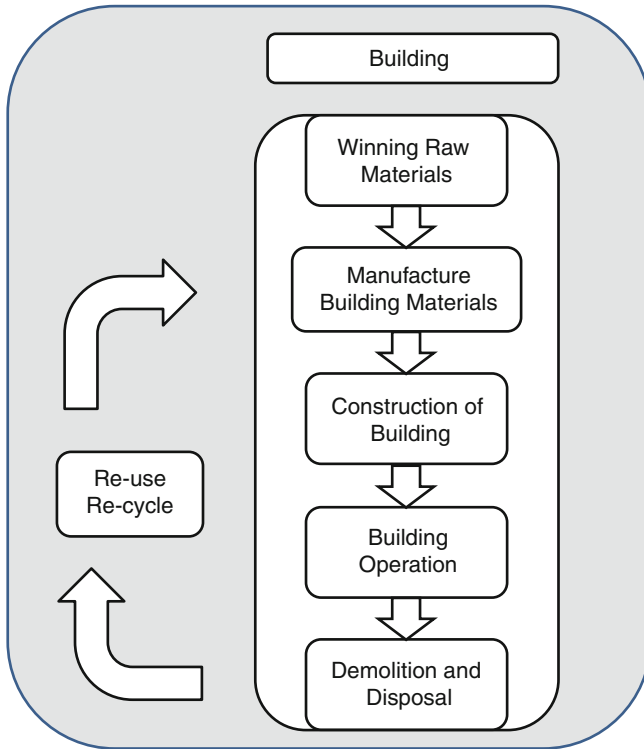 Building
Winning Raw
Materials
Manufacture
Building Materials
Construction of
Building
Re-use
Re-cycle
Building
Operation
Demolition and
Disposal